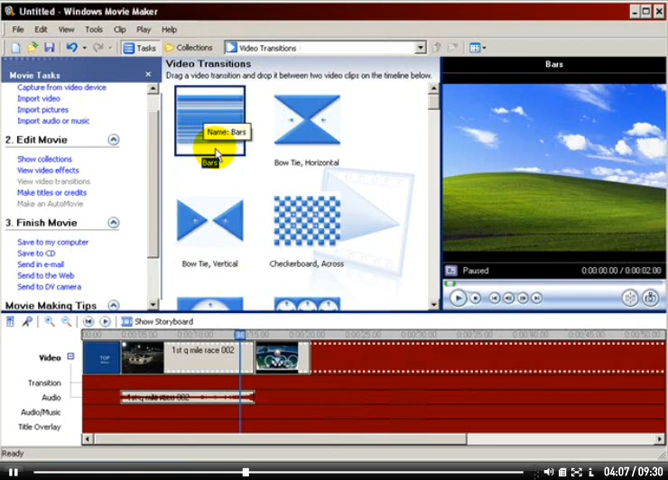 Untitled - Windows Movie Maker
File Edit View Tools Clip Play Help
Tasks Collections Video Transitions
Movie Tasks
Capture from video device
Import video
Import pictures
Import audio or music
2. Edit Movie
Show collections
View video effects
View video transitions
Make titles or credits
Make an AutoMovie
3. Finish Movie
Save to my computer
Save to CD
Send in e-mail
Send to the Web
Send to DV camera
Movie Making Tips
Video Transitions
Drag a video transition and drop it between two video clips on the timeline below.
Name: Bars
Bars
Bow Tie, Horizontal
Bow Tie, Vertical
Checkerboard, Across
Bars
Paused
0:00:00.00 / 0:00:02.00
Show Storyboard
Video
TOP
1st q mile race 002
Transition
Audio
1st q mile race 002
Audio/Music
Title Overlay
Ready
04:07 / 09:30